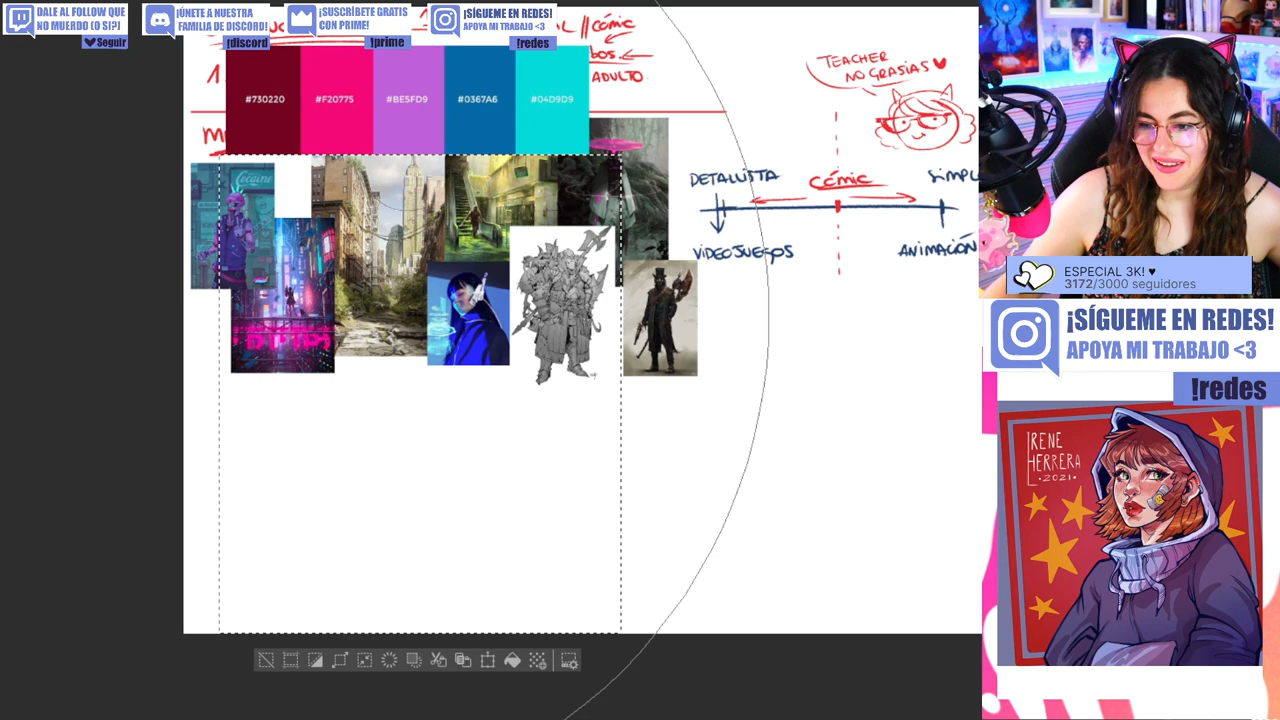 DALE AL FOLLOW QUE
NO MUERDO (O SI?)
Seguir
¡ÚNETE A NUESTRA
FAMILIA DE DISCORD!
!discord
¡SUSCRÍBETE GRATIS
CON PRIME!
!prime
¡SÍGUEME EN REDES!
APOYA MI TRABAJO <3
!redes
//CÓMIC
ADULTO
1
#730220
#F20775
#BE5FD9
#0367A6
#04D9D9
Cocaine
TEACHER
NO GRASIAS
DETALLISTA
CÓMIC
SIMPL
VIDEOJUEGOS
ANIMACIÓN
ESPECIAL 3K! ♥
3172/3000 seguidores
¡SÍGUEME EN REDES!
APOYA MI TRABAJO <3
!redes
IRENE
HERRERA
·2021·